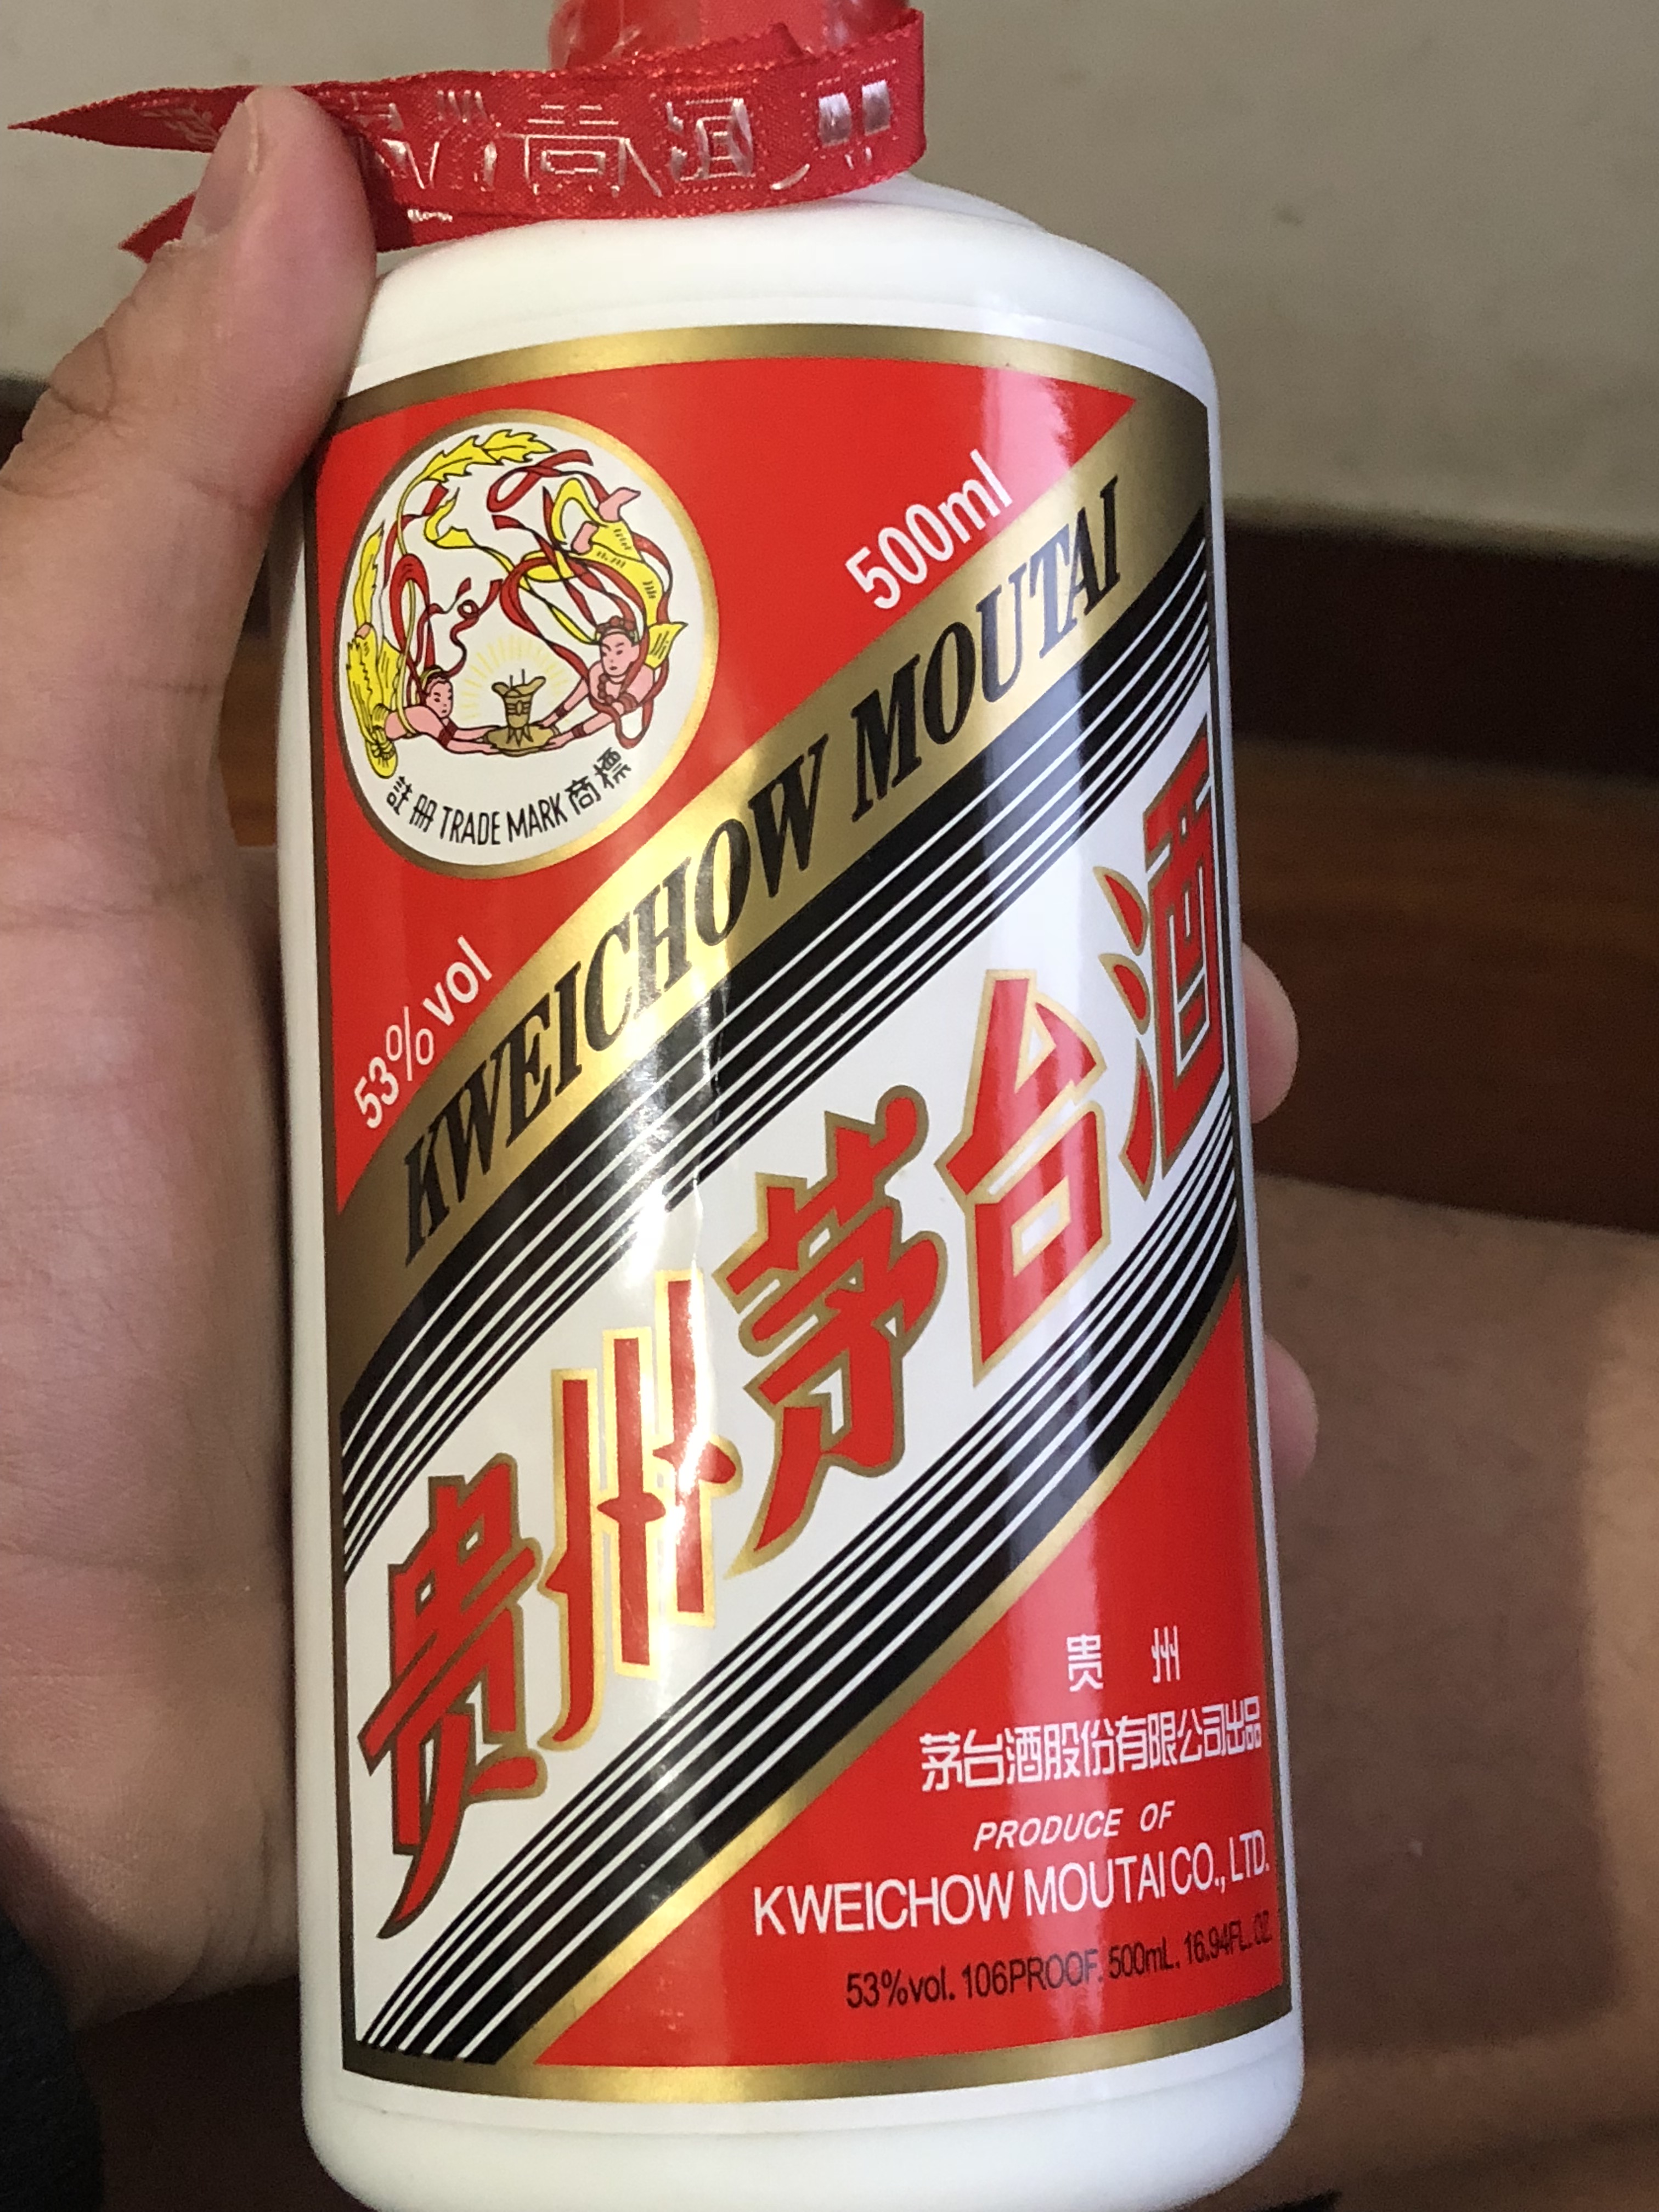 註冊 TRADE MARK 商標
500ml
53%vol
KWEICHOW MOUTAI
贵州茅台酒
贵州
茅台酒股份有限公司出品
PRODUCE OF
KWEICHOW MOUTAI CO., LTD.
53%vol. 106PROOF. 500mL. 16.94FL. OZ.